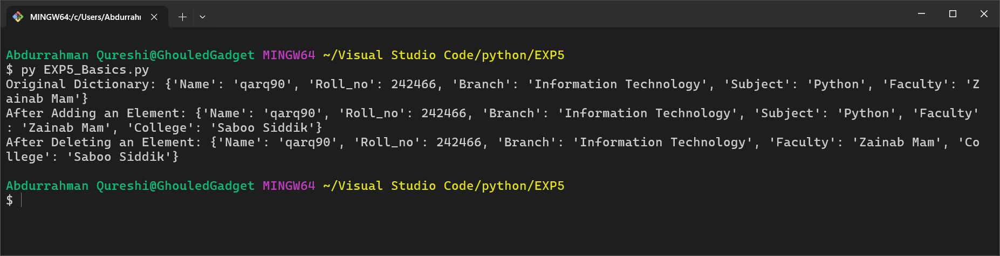 MINGW64:/c/Users/Abdurrahr
Abdurrahman Qureshi@GhouledGadget MINGW64 ~/Visual Studio Code/python/EXP5
$ py EXP5_Basics.py
Original Dictionary: {'Name': 'qarq90', 'Roll_no': 242466, 'Branch': 'Information Technology', 'Subject': 'Python', 'Faculty': 'Z
ainab Mam'}
After Adding an Element: {'Name': 'qarq90', 'Roll_no': 242466, 'Branch': 'Information Technology', 'Subject': 'Python', 'Faculty'
: 'Zainab Mam', 'College': 'Saboo Siddik'}
After Deleting an Element: {'Name': 'qarq90', 'Roll_no': 242466, 'Branch': 'Information Technology', 'Faculty': 'Zainab Mam', 'Co
llege': 'Saboo Siddik'}
Abdurrahman Qureshi@GhouledGadget MINGW64 ~/Visual Studio Code/python/EXP5
$